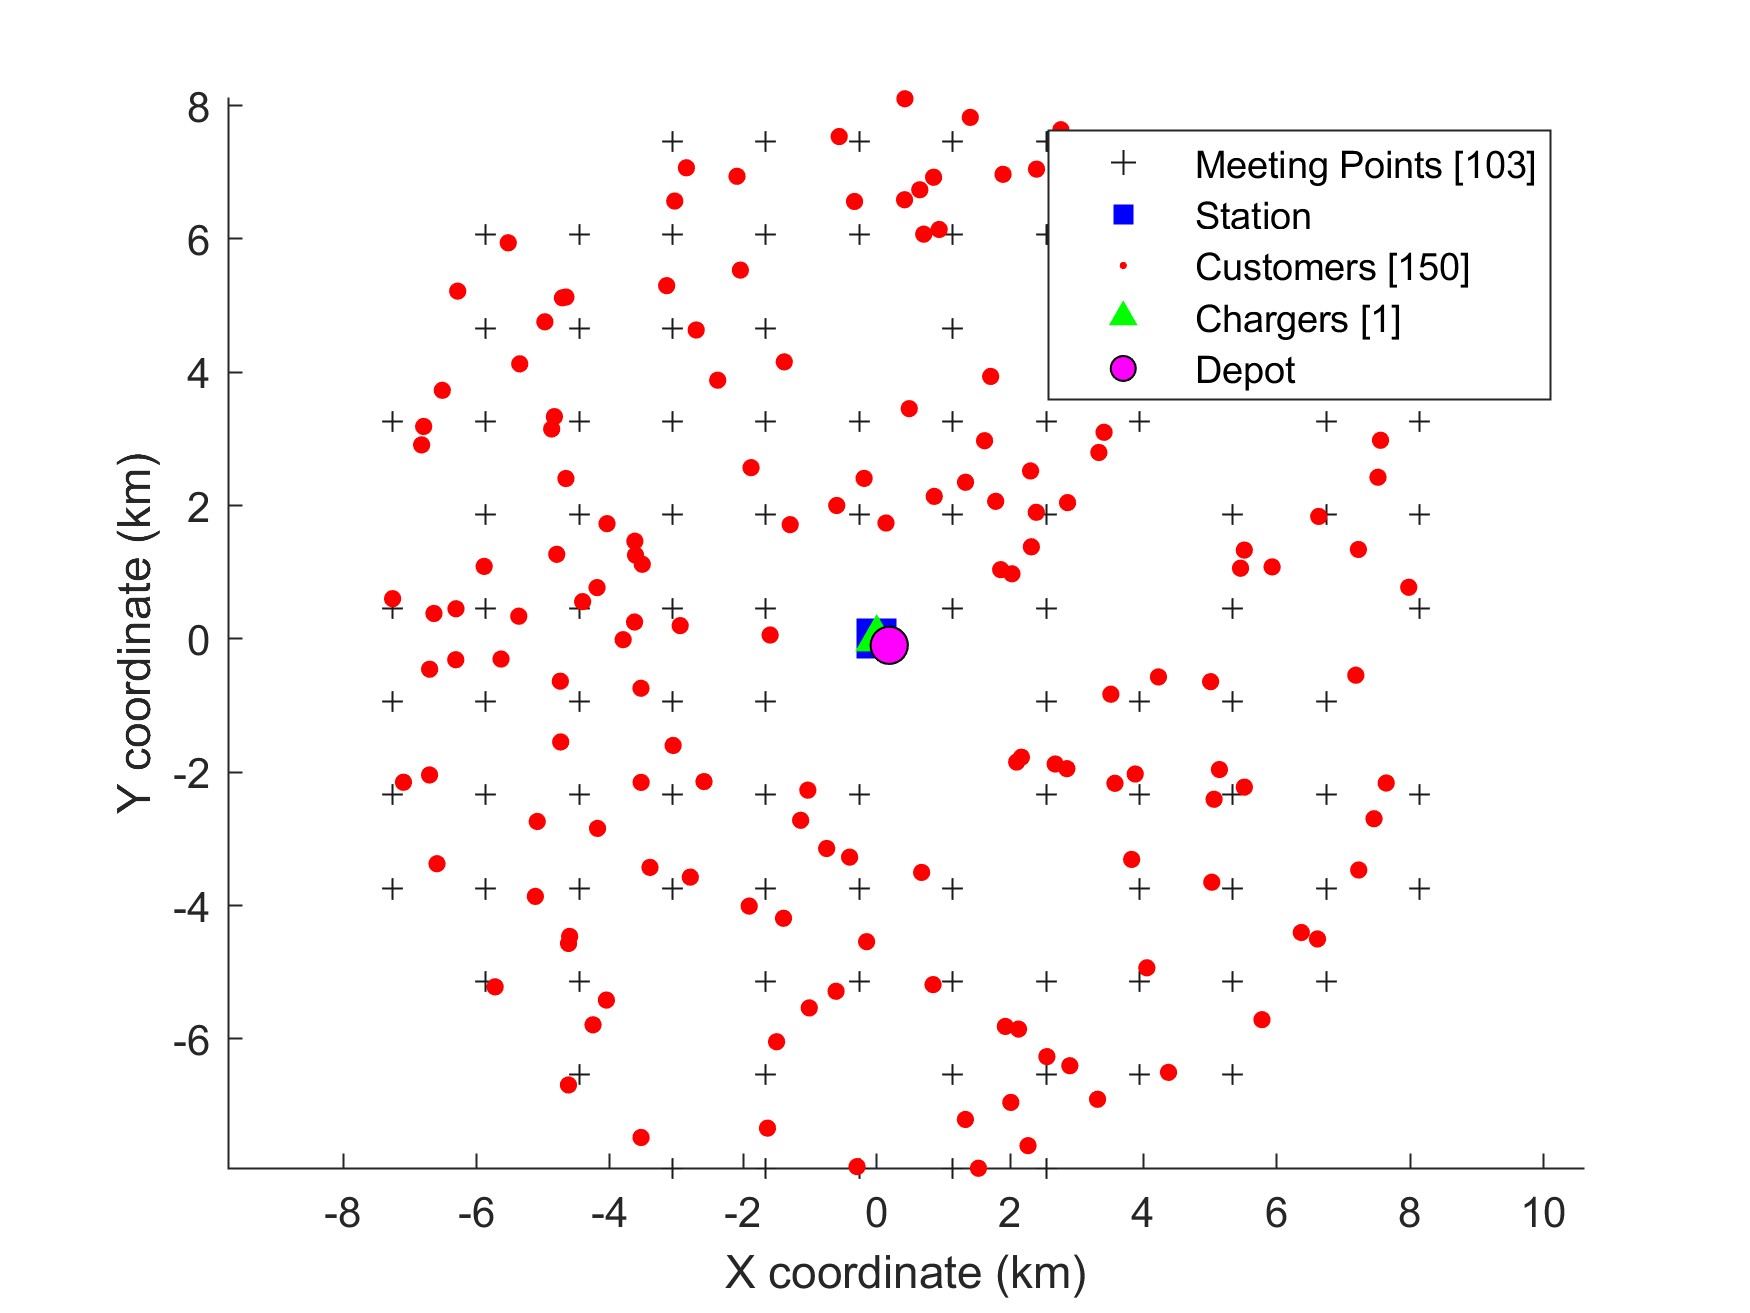 8
6
4
2
0
-2
-4
-6
Y coordinate (km)
Meeting Points [103]
Station
Customers [150]
Chargers [1]
Depot
-8 -6 -4 -2 0 2 4 6 8 10
X coordinate (km)